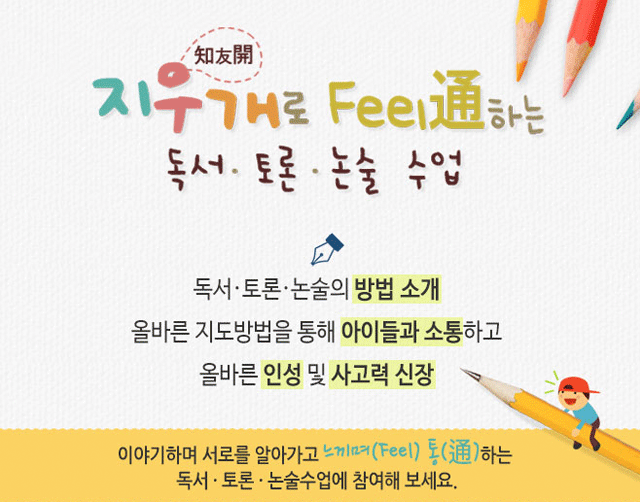 知友開
지우개로 Feel通하는
독서·토론·논술 수업
독서·토론·논술의 방법 소개
올바른 지도방법을 통해 아이들과 소통하고
올바른 인성 및 사고력 신장
이야기하며 서로를 알아가고 느끼며(Feel) 통(通)하는
독서·토론·논술수업에 참여해 보세요.